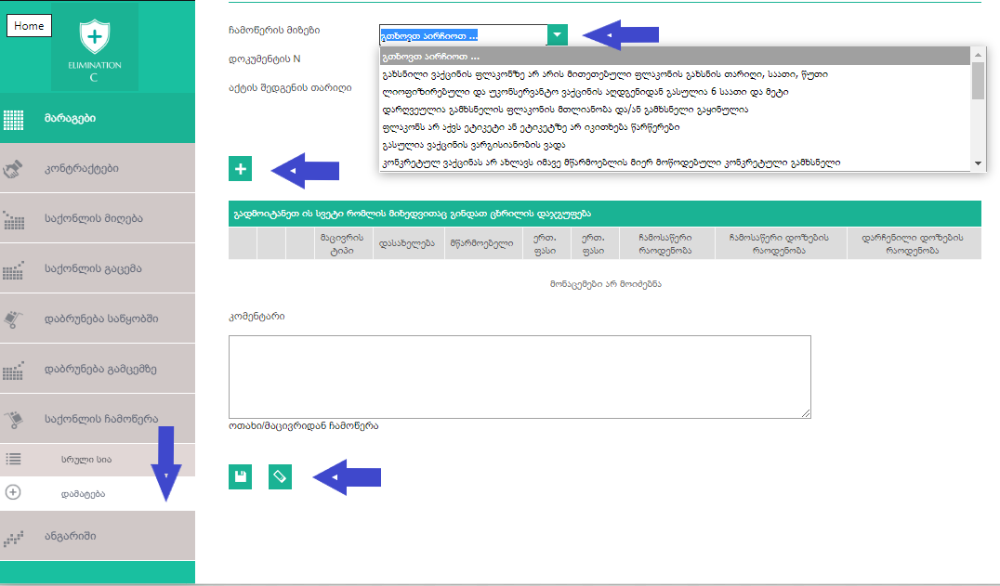 Home
ELIMINATION
C
მარაგები
კონტრაქტები
საქონლის მიღება
საქონლის გაცემა
დაბრუნება საწყობში
დაბრუნება გამცემზე
საქონლის ჩამოწერა
სრული სია
დამატება
ანგარიში
ჩამოწერის მიზეზი
გთხოვთ აირჩიოთ ...
დოკუმენტის N
აქტის შედგენის თარიღი
გთხოვთ აირჩიოთ ...
გახსნილი ვაქცინის ფლაკონზე არ არის მითითებული ფლაკონის გახსნის თარიღი, საათი, წუთი
ლიოფიზირებული და უკონსერვანტო ვაქცინის აღდგენიდან გასულია 6 საათი და მეტი
დარღვეულია გამხსნელის ფლაკონის მთლიანობა და/ან გამხსნელი გაყინულია
ფლაკონს არ აქვს ეტიკეტი ან ეტიკეტზე არ იკითხება წარწერები
გასულია ვაქცინის ვარგისიანობის ვადა
კონკრეტულ ვაქცინას არ ახლავს იმავე მწარმოებლის მიერ მოწოდებული კონკრეტული გამხსნელი
გადმოიტანეთ ის სვეტი რომლის მიხედვითაც გინდათ ცხრილის დაჯგუფება
მაცივრის ტიპი
დასახელება
მწარმოებელი
ერთ. ფასი
ერთ. ფასი
ჩამოსაწერი რაოდენობა
ჩამოსაწერი დოზების რაოდენობა
დარჩენილი დოზების რაოდენობა
მონაცემები არ მოიძებნა
კომენტარი
ოთახი/მაცივრიდან ჩამოწერა